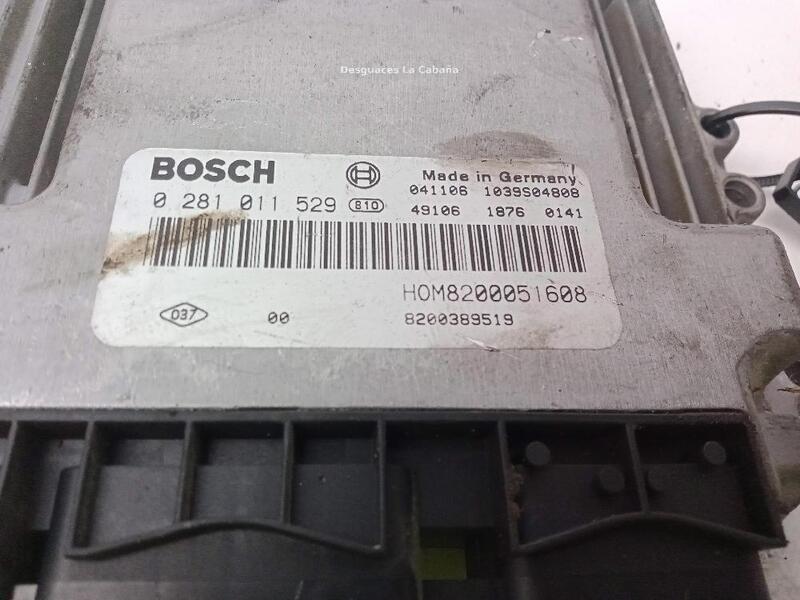 Desguaces La Cabaña
BOSCH Made in Germany
041106 1039S04808
0 281 011 529 810 49106 1876 0141
HOM8200051608
037 00 8200389519